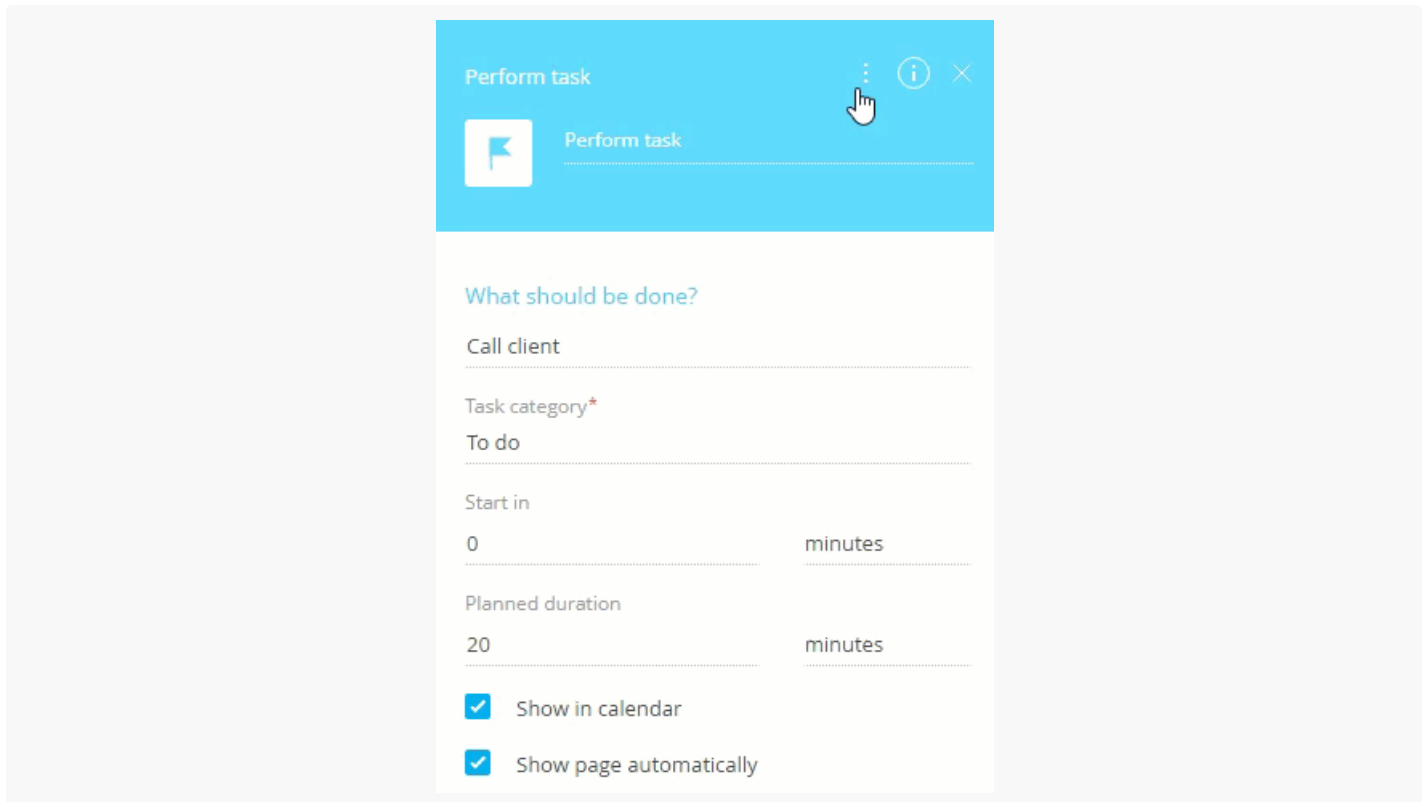 Perform task
Perform task
What should be done?
Call client
Task category*
To do
Start in
0 minutes
Planned duration
20 minutes
Show in calendar
Show page automatically